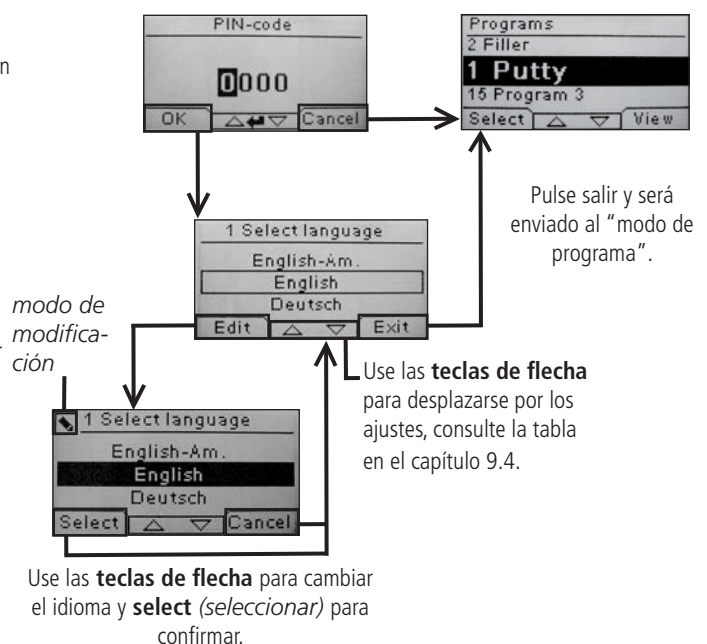 PIN-code
0000
OK
Cancel
n
Programs
2 Filler
1 Putty
15 Program 3
Select
View
Pulse salir y será
enviado al “modo de
programa”.
1 Select language
English-Am.
English
Deutsch
Edit
Exit
modo de
modifica-
ción
Use las teclas de flecha
para desplazarse por los
ajustes, consulte la tabla
en el capítulo 9.4.
1 Select language
English-Am.
English
Deutsch
Select
Cancel
Use las teclas de flecha para cambiar
el idioma y select (seleccionar) para
confirmar.